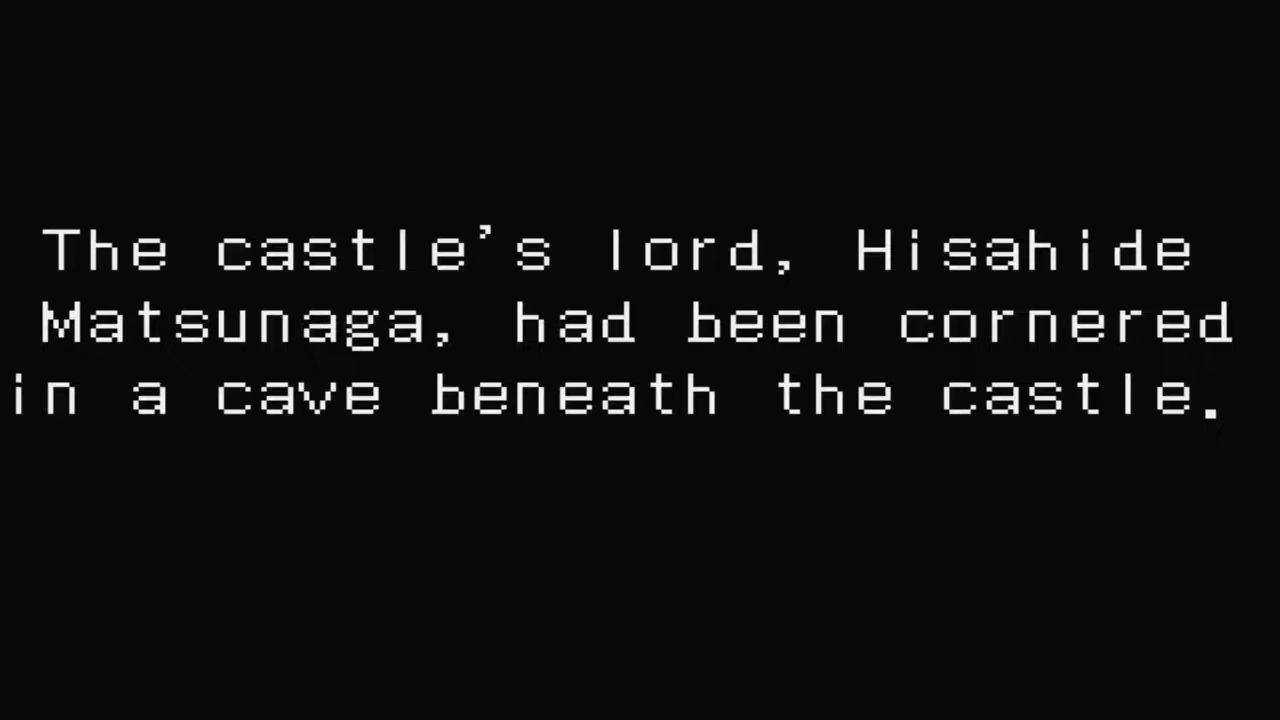 The castle’s lord, Hisahide
Matsunaga, had been cornered
in a cave beneath the castle.